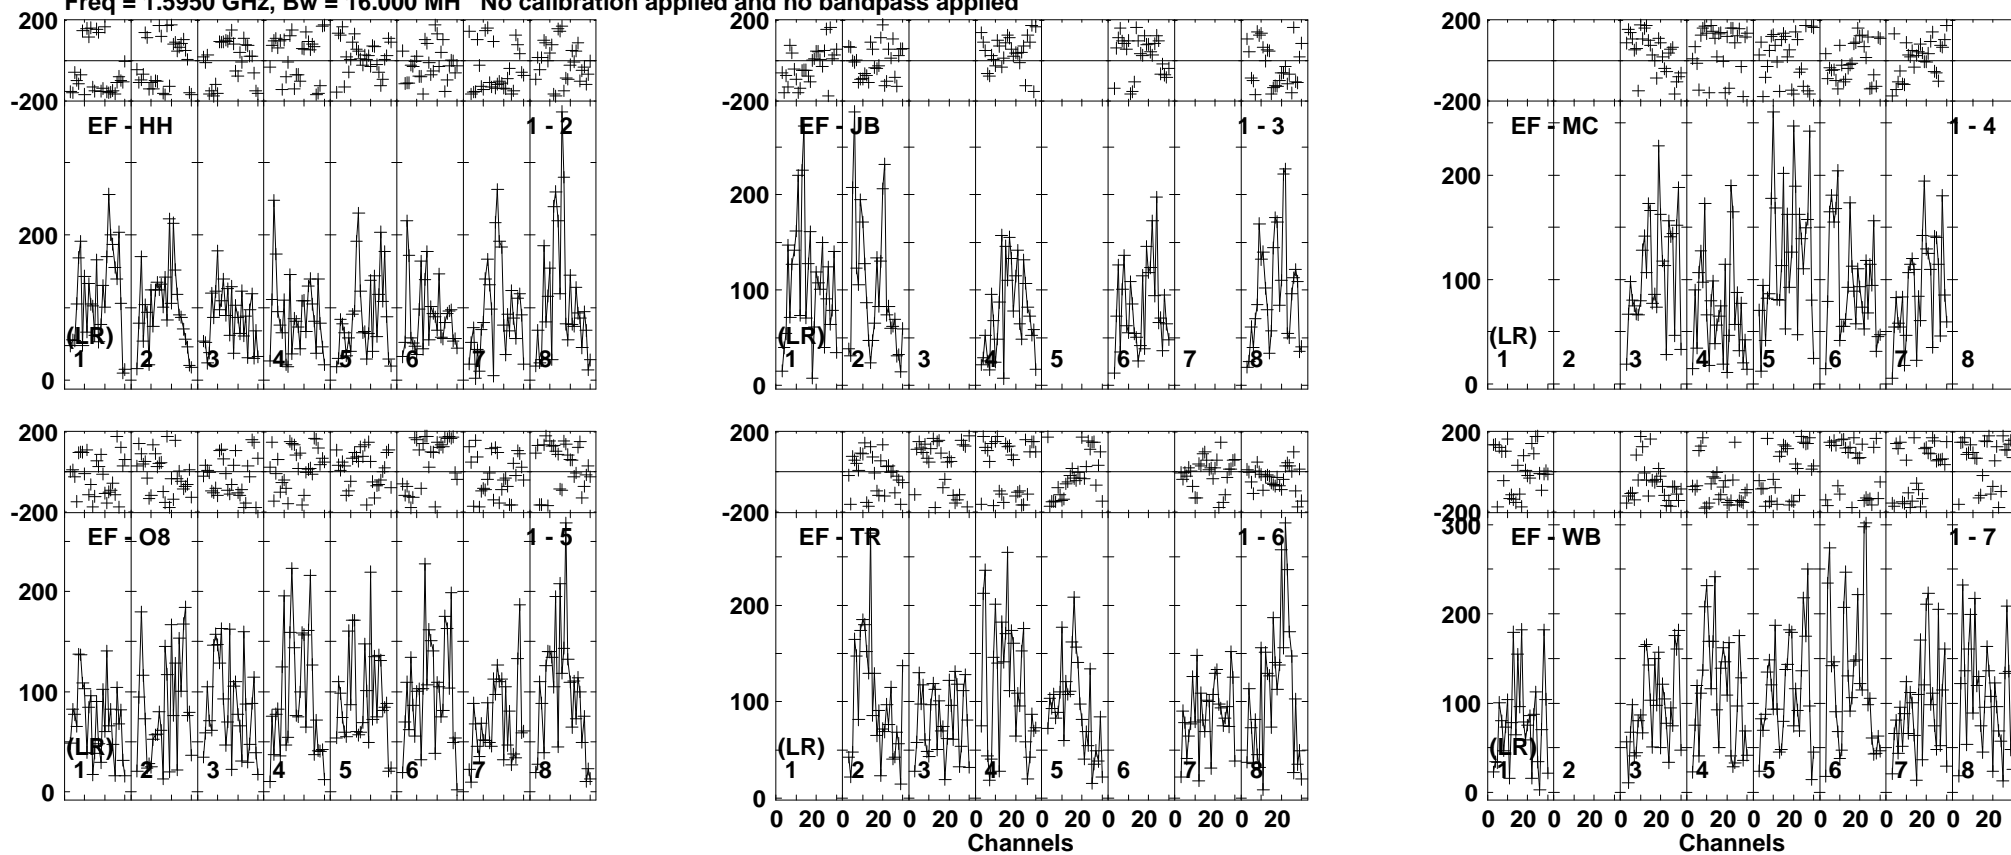 Freq = 1.5950 GHz, Bw = 16.000 MH No calibration applied and no bandpass applied
200 200 200
-200 -200 -200
EF - HH 1 - 2 EF - JB 1 - 3 EF - MC 1 - 4
200 200 200
100 100
(LR) (LR) (LR)
1 2 3 4 5 6 7 8 1 2 3 4 5 6 7 8 1 2 3 4 5 6 7 8
0 0 0
200 200 200
-200 -200 -200
EF - O8 1 - 5 EF - TR 1 - 6 EF - WB 1 - 7
300
200 200 200
100 100 100
(LR) (LR) (LR)
1 2 3 4 5 6 7 8 1 2 3 4 5 6 7 8 1 2 3 4 5 6 7 8
0 0 0
0 20 0 20 0 20 0 20 0 20 0 20 0 20 0 20 0 20 0 20 0 20 0 20 0 20 0 20 0 20 0 20
Channels Channels